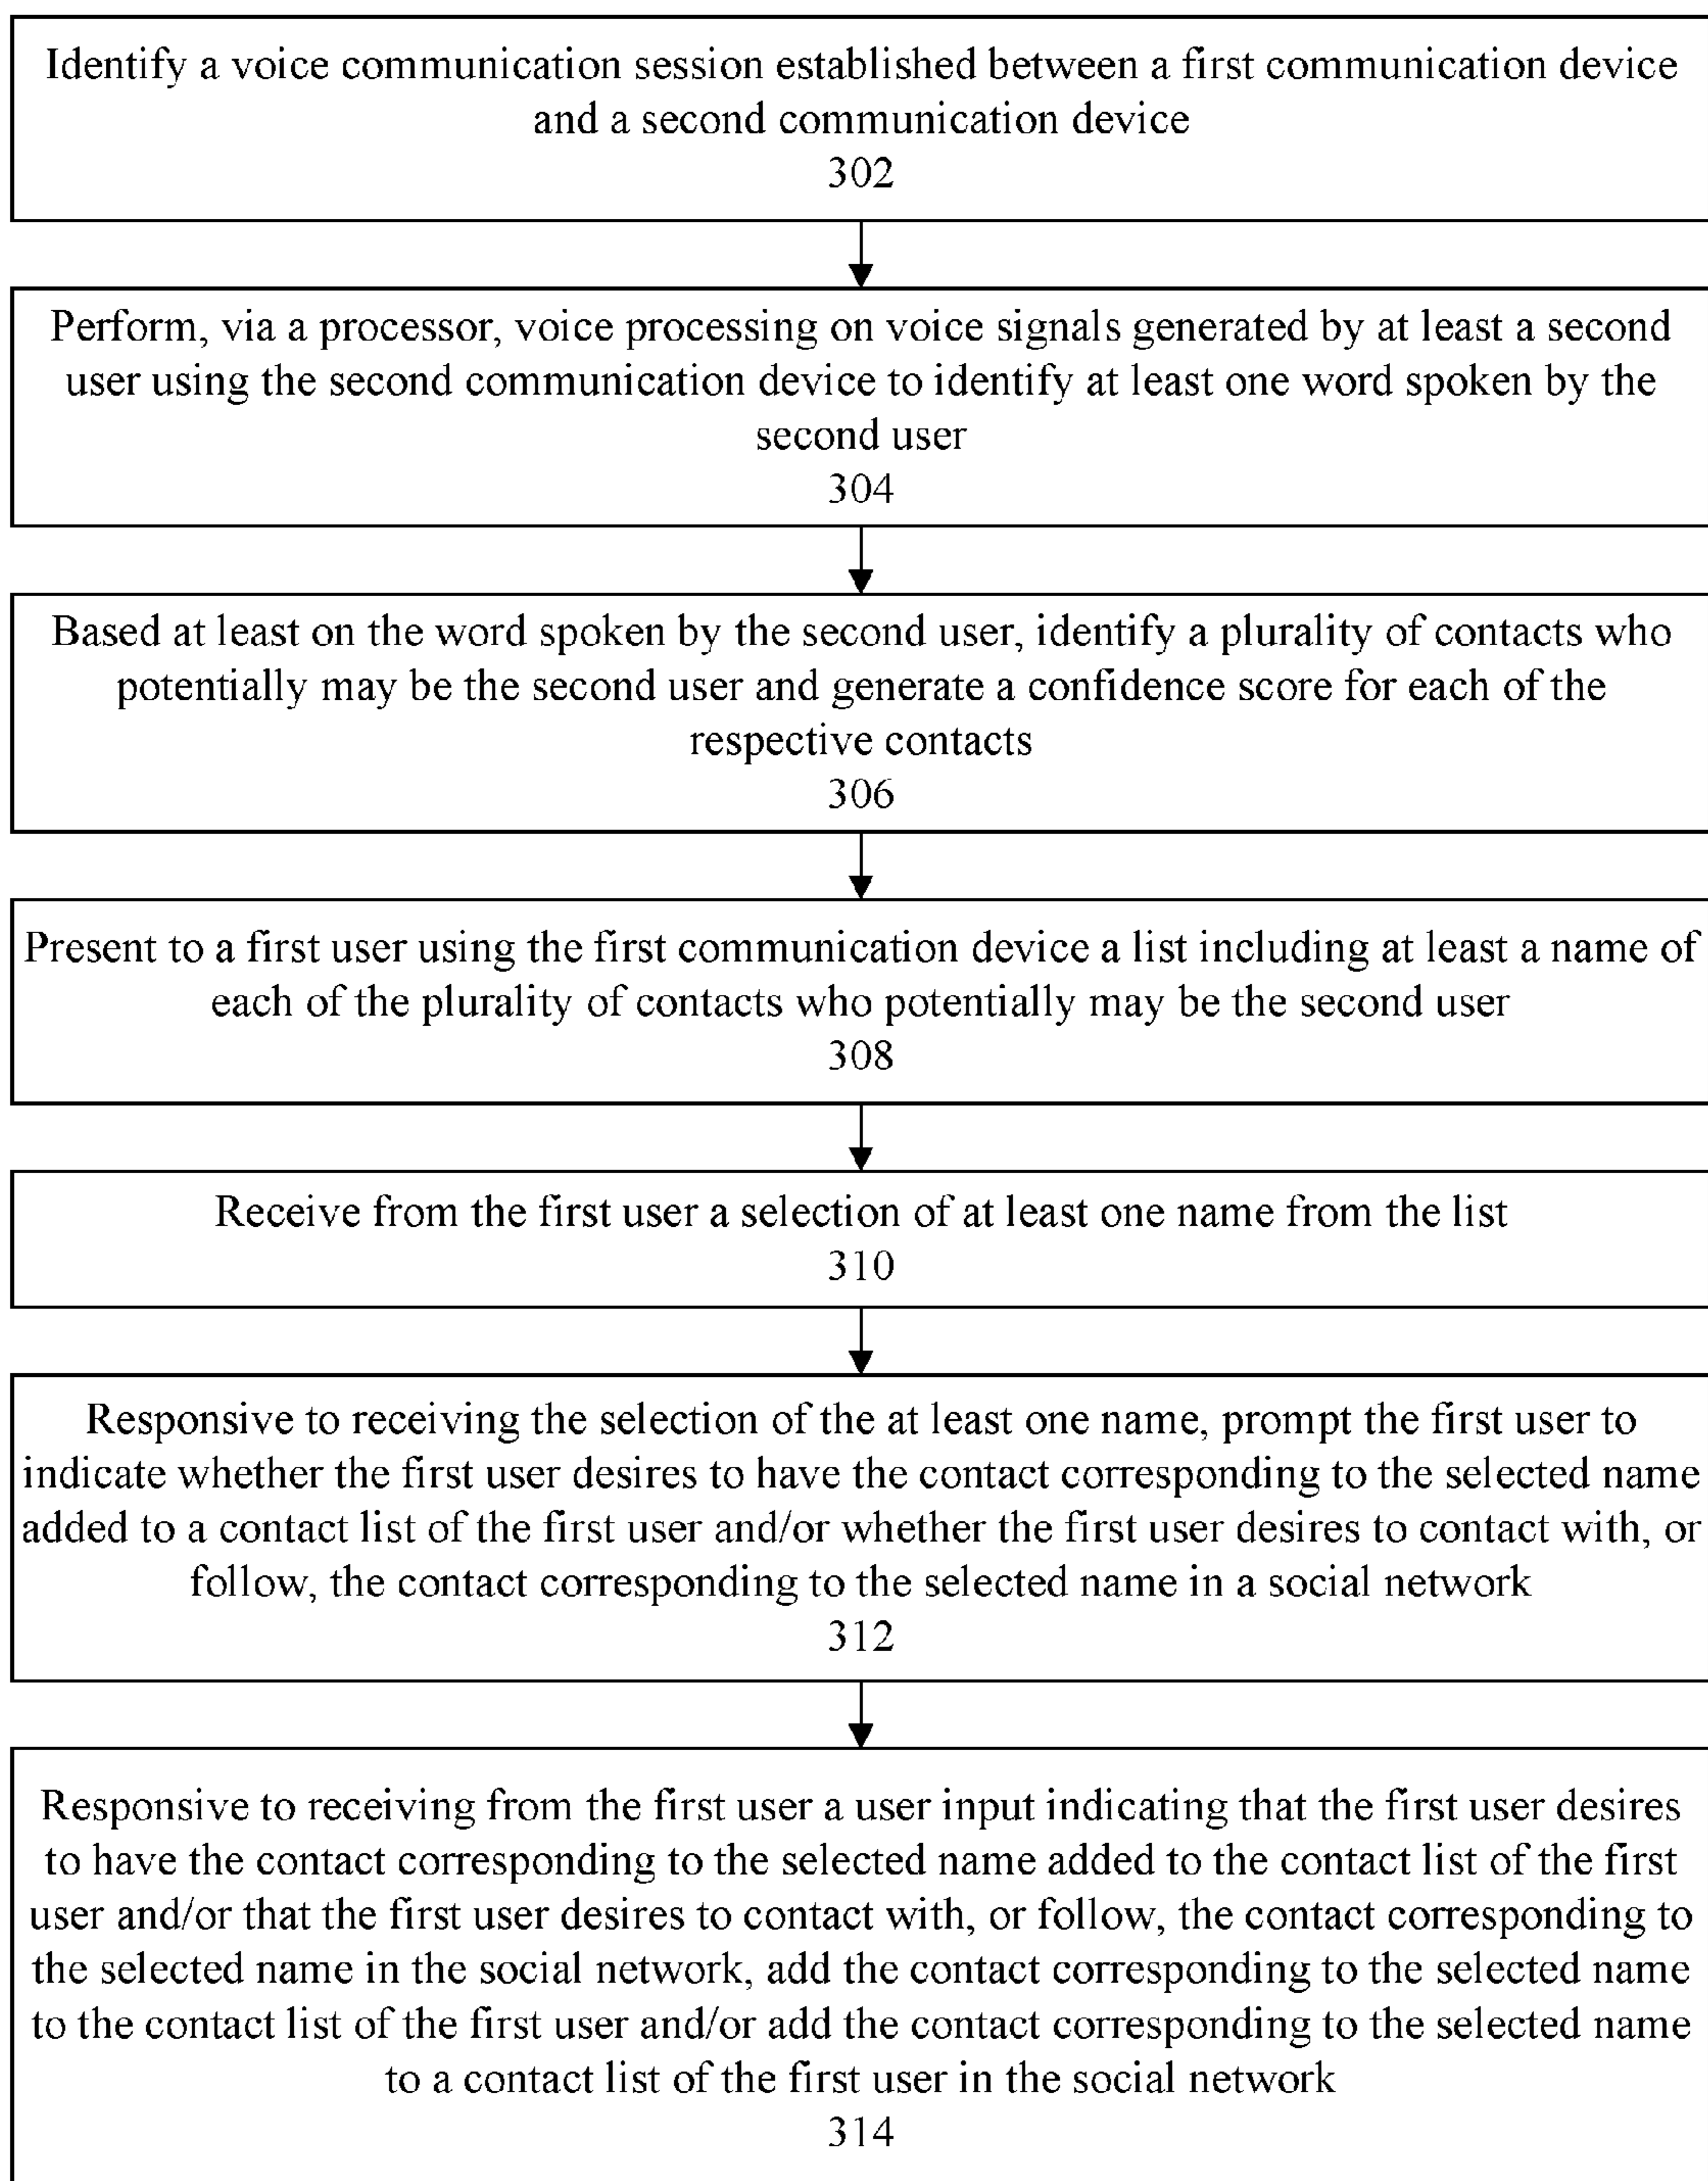 Identify a voice communication session established between a first communication device
and a second communication device
302
Perform, via a processor, voice processing on voice signals generated by at least a second
user using the second communication device to identify at least one word spoken by the
second user
304
Based at least on the word spoken by the second user, identify a plurality of contacts who
potentially may be the second user and generate a confidence score for each of the
respective contacts
306
Present to a first user using the first communication device a list including at least a name of
each of the plurality of contacts who potentially may be the second user
308
Receive from the first user a selection of at least one name from the list
310
Responsive to receiving the selection of the at least one name, prompt the first user to
indicate whether the first user desires to have the contact corresponding to the selected name
added to a contact list of the first user and/or whether the first user desires to contact with, or
follow, the contact corresponding to the selected name in a social network
312
Responsive to receiving from the first user a user input indicating that the first user desires
to have the contact corresponding to the selected name added to the contact list of the first
user and/or that the first user desires to contact with, or follow, the contact corresponding to
the selected name in the social network, add the contact corresponding to the selected name
to the contact list of the first user and/or add the contact corresponding to the selected name
to a contact list of the first user in the social network
314